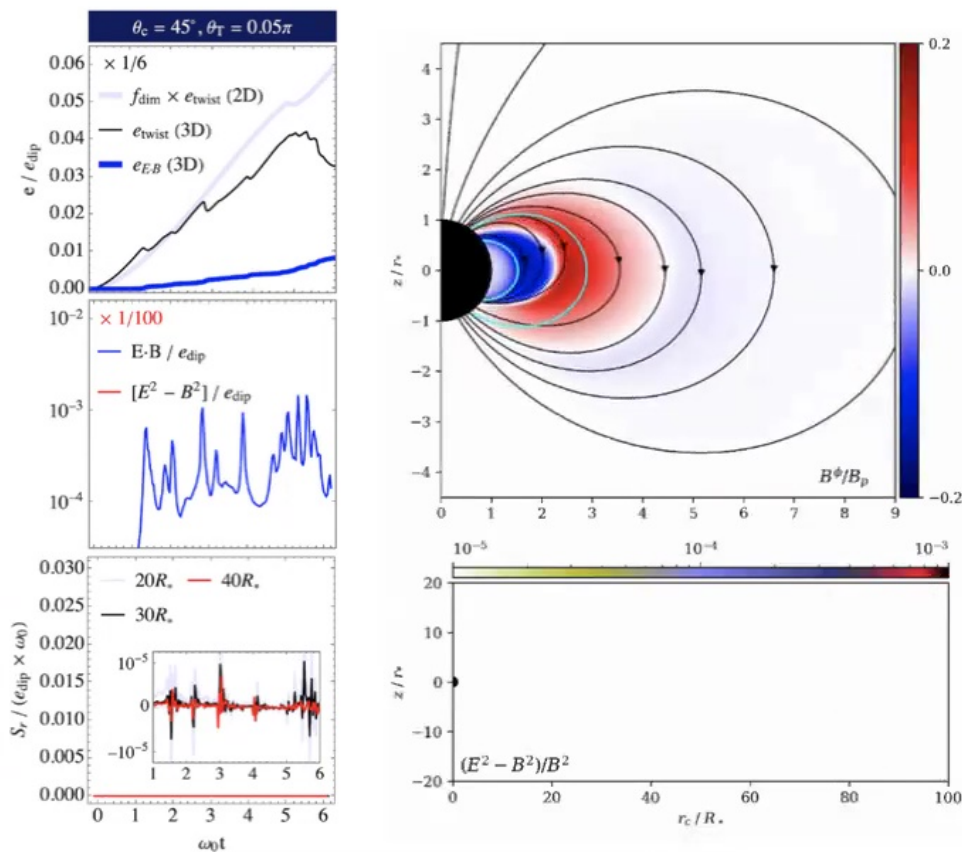 θc = 45°, θT = 0.05π
0.06
0.05
0.04
0.03
0.02
0.01
0.00
e / edip
× 1/6
fdim × etwist (2D)
etwist (3D)
eE·B (3D)
10⁻²
10⁻³
10⁻⁴
× 1/100
E·B / edip
[E² − B²] / edip
0.030
0.025
0.020
0.015
0.010
0.005
0.000
Sr / (edip × ω0)
20R* 40R*
30R*
10⁻⁵
0
−10⁻⁵
1 2 3 4 5 6
0 1 2 3 4 5 6
ω0t
4
3
2
1
0
−1
−2
−3
−4
z / r*
Bϕ/Bp
0 1 2 3 4 5 6 7 8 9
0.2
0.0
−0.2
10⁻⁵ 10⁻⁴ 10⁻³
20
10
0
−10
−20
z / r*
(E² − B²)/B²
0 20 40 60 80 100
rc / R*